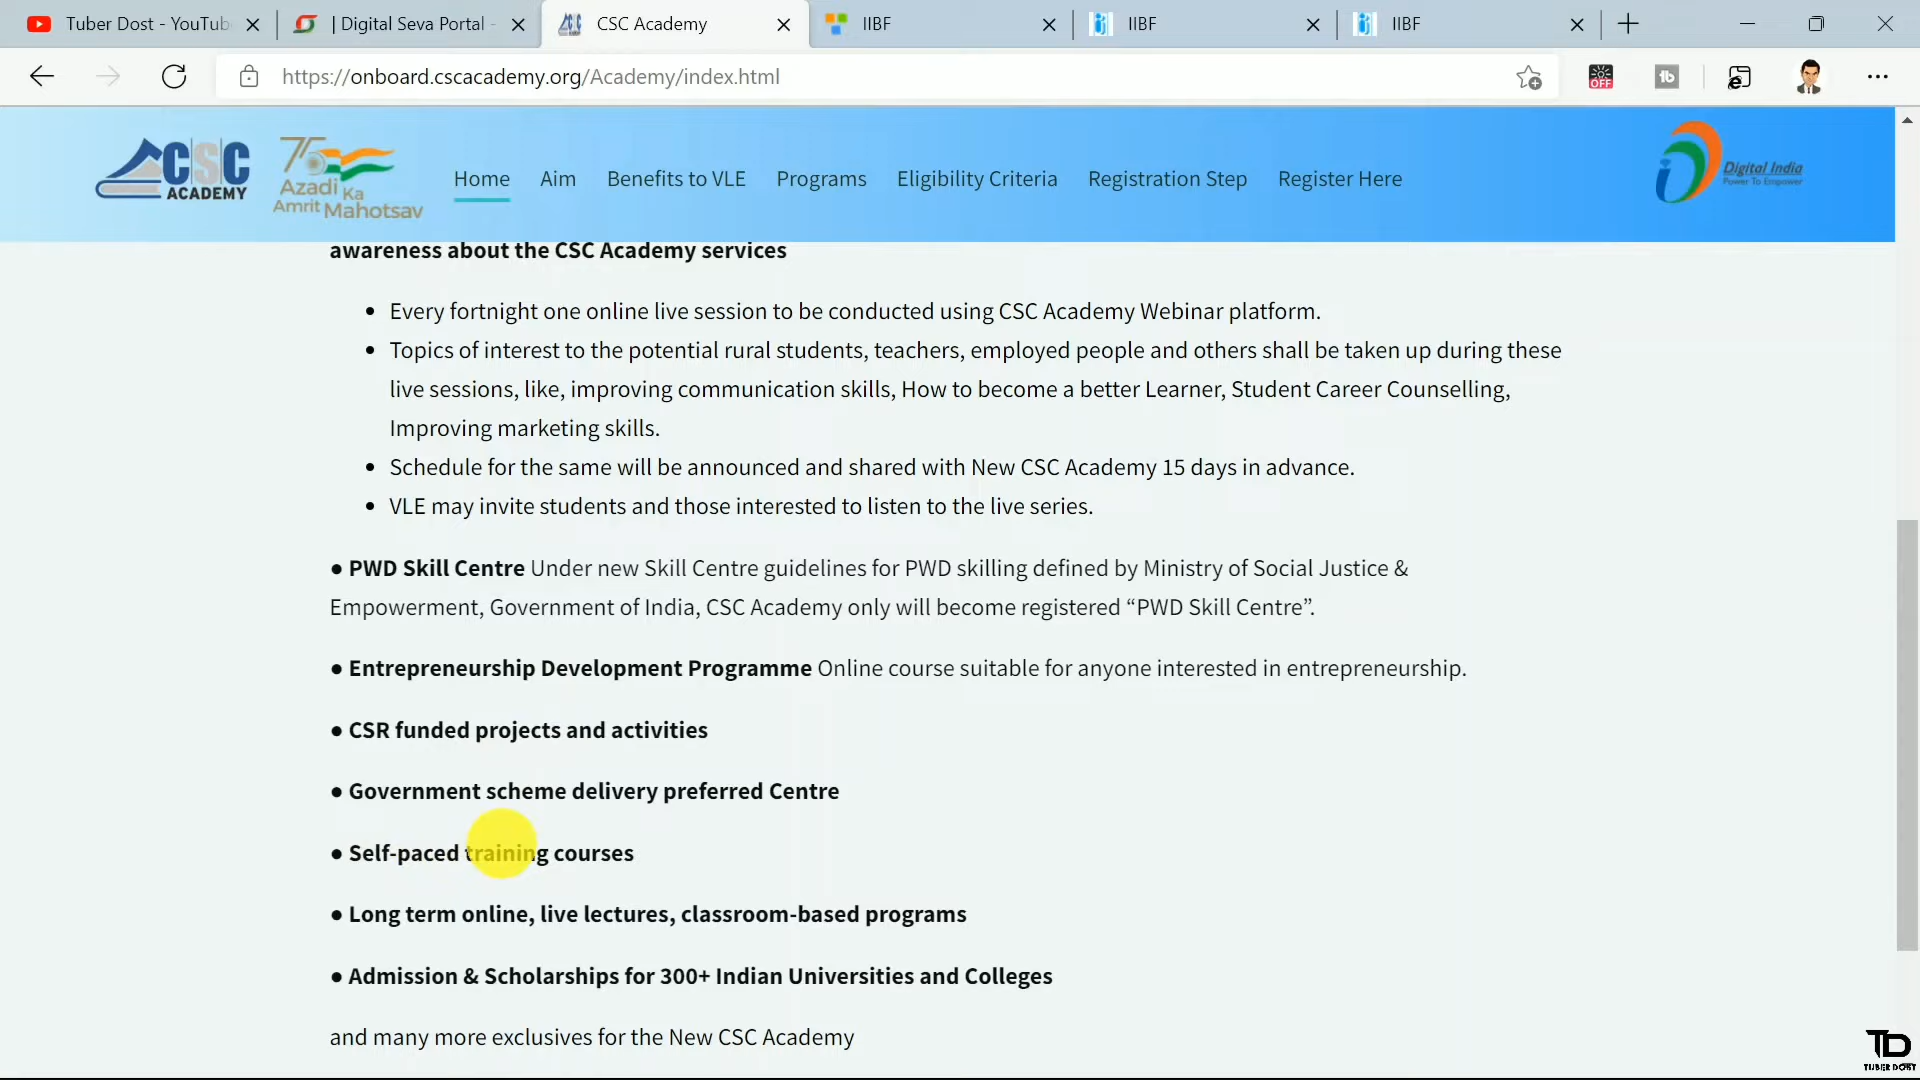 Tuber Dost - YouTub
| Digital Seva Portal -
CSC Academy
IIBF
IIBF
IIBF
https://onboard.cscacademy.org/Academy/index.html
OFF
tb
CSC
ACADEMY
75
Azadi Ka
Amrit Mahotsav
Home
Aim
Benefits to VLE
Programs
Eligibility Criteria
Registration Step
Register Here
Digital India
Power To Empower
awareness about the CSC Academy services
• Every fortnight one online live session to be conducted using CSC Academy Webinar platform.
• Topics of interest to the potential rural students, teachers, employed people and others shall be taken up during these
live sessions, like, improving communication skills, How to become a better Learner, Student Career Counselling,
Improving marketing skills.
• Schedule for the same will be announced and shared with New CSC Academy 15 days in advance.
• VLE may invite students and those interested to listen to the live series.
● PWD Skill Centre Under new Skill Centre guidelines for PWD skilling defined by Ministry of Social Justice &
Empowerment, Government of India, CSC Academy only will become registered “PWD Skill Centre”.
● Entrepreneurship Development Programme Online course suitable for anyone interested in entrepreneurship.
● CSR funded projects and activities
● Government scheme delivery preferred Centre
● Self-paced training courses
● Long term online, live lectures, classroom-based programs
● Admission & Scholarships for 300+ Indian Universities and Colleges
and many more exclusives for the New CSC Academy
TD
TUBER DOST